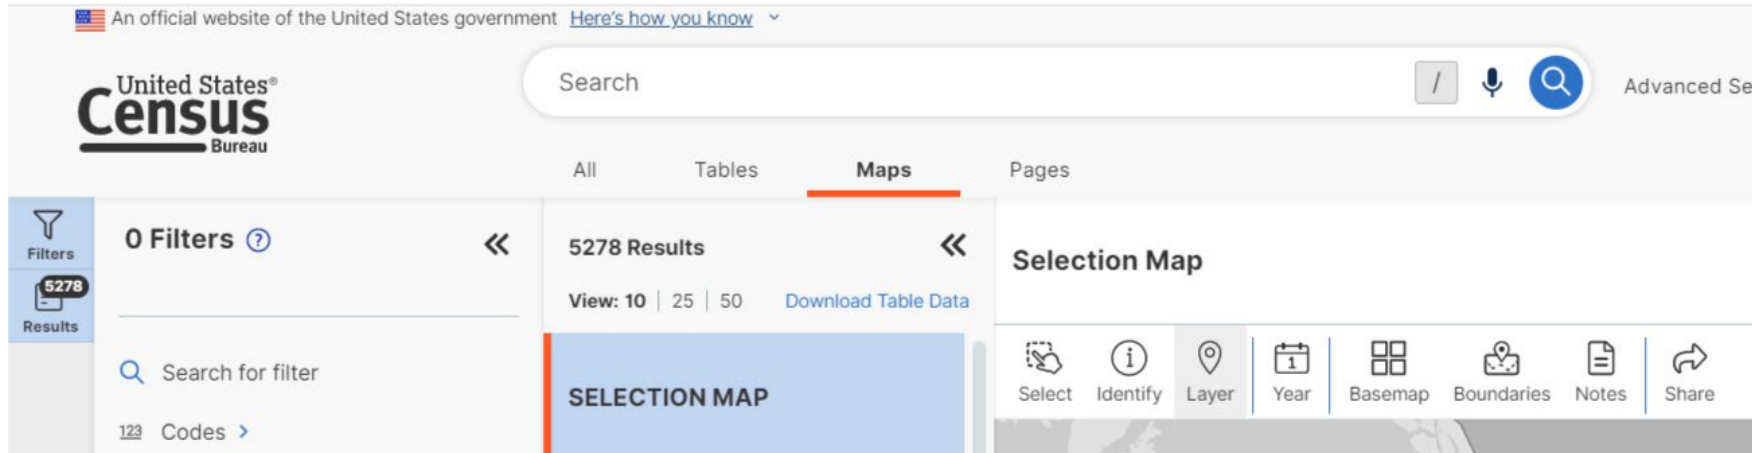 An official website of the United States government Here's how you know
United States®
Census
Bureau
Search /
Advanced Se
All Tables Maps Pages
Filters
5278
Results
0 Filters ?
Search for filter
123 Codes
5278 Results
View: 10 | 25 | 50 Download Table Data
SELECTION MAP
Selection Map
Select Identify Layer 1 Year Basemap Boundaries Notes Share